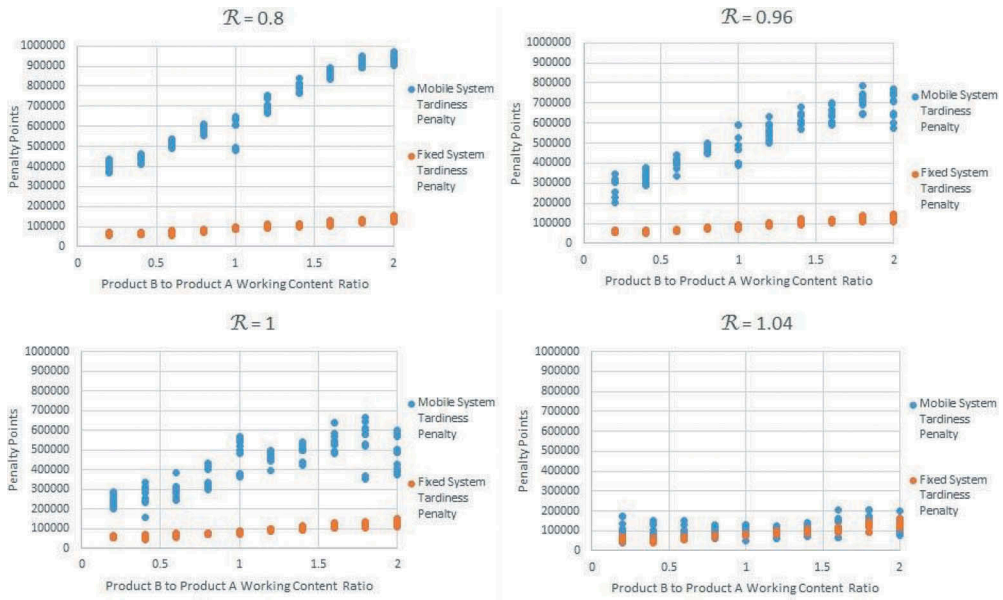 ℛ = 0.8
1000000
900000
800000
700000
600000
500000
400000
300000
200000
100000
0
Penalty Points
0 0.5 1 1.5 2
Product B to Product A Working Content Ratio
Mobile System
Tardiness
Penalty
Fixed System
Tardiness
Penalty
ℛ = 0.96
1000000
900000
800000
700000
600000
500000
400000
300000
200000
100000
0
Penalty Points
0 0.5 1 1.5 2
Product B to Product A Working Content Ratio
Mobile System
Tardiness
Penalty
Fixed System
Tardiness
Penalty
ℛ = 1
1000000
900000
800000
700000
600000
500000
400000
300000
200000
100000
0
Penalty Points
0 0.5 1 1.5 2
Product B to Product A Working Content Ratio
Mobile System
Tardiness
Penalty
Fixed System
Tardiness
Penalty
ℛ = 1.04
1000000
900000
800000
700000
600000
500000
400000
300000
200000
100000
0
Penalty Points
0 0.5 1 1.5 2
Product B to Product A Working Content Ratio
Mobile System
Tardiness
Penalty
Fixed System
Tardiness
Penalty